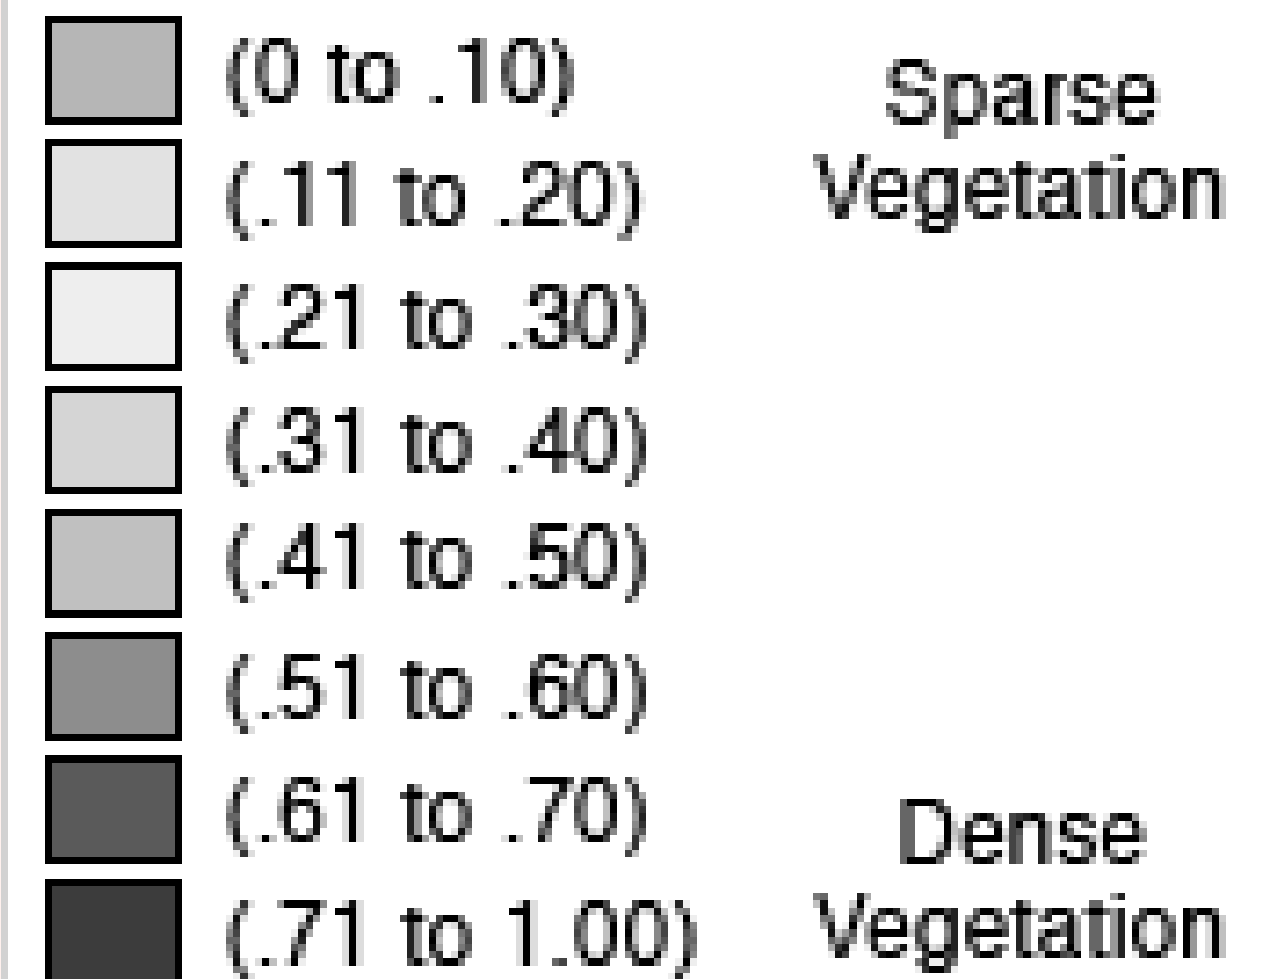 (0 to .10)
Sparse
Vegetation
(.11 to .20)
(.21 to .30)
(.31 to .40)
(.41 to .50)
(.51 to .60)
(.61 to .70)
Dense
Vegetation
(.71 to 1.00)